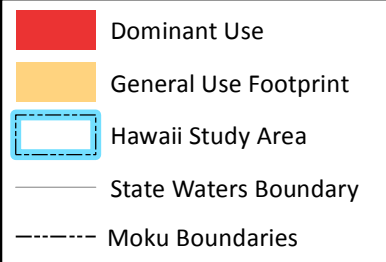 Dominant Use
General Use Footprint
Hawaii Study Area
State Waters Boundary
Moku Boundaries